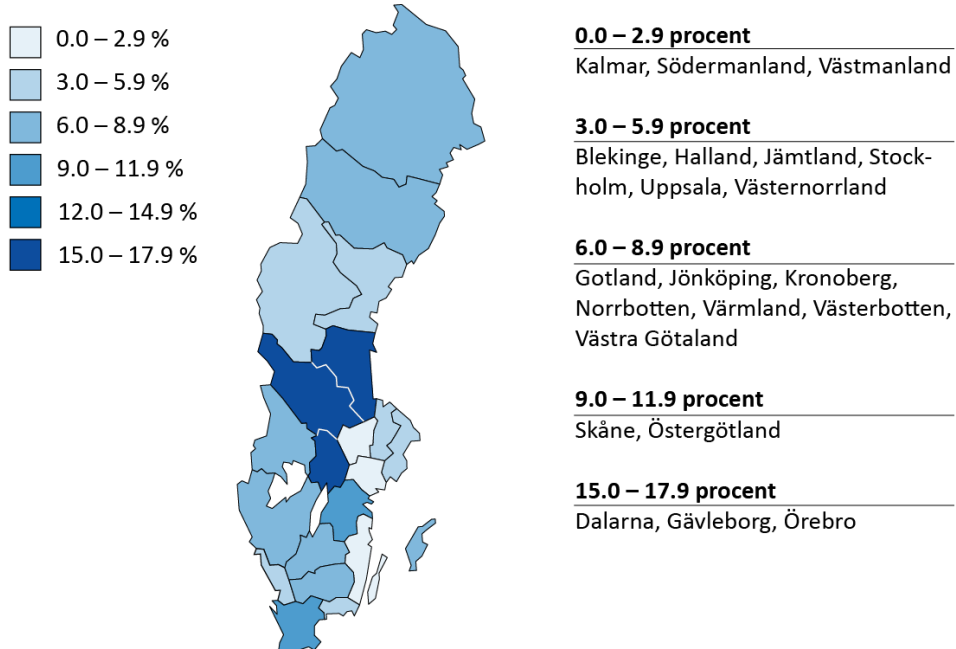 0.0 – 2.9 %
3.0 – 5.9 %
6.0 – 8.9 %
9.0 – 11.9 %
12.0 – 14.9 %
15.0 – 17.9 %
0.0 – 2.9 procent
Kalmar, Södermanland, Västmanland
3.0 – 5.9 procent
Blekinge, Halland, Jämtland, Stock-
holm, Uppsala, Västernorrland
6.0 – 8.9 procent
Gotland, Jönköping, Kronoberg,
Norrbotten, Värmland, Västerbotten,
Västra Götaland
9.0 – 11.9 procent
Skåne, Östergötland
15.0 – 17.9 procent
Dalarna, Gävleborg, Örebro